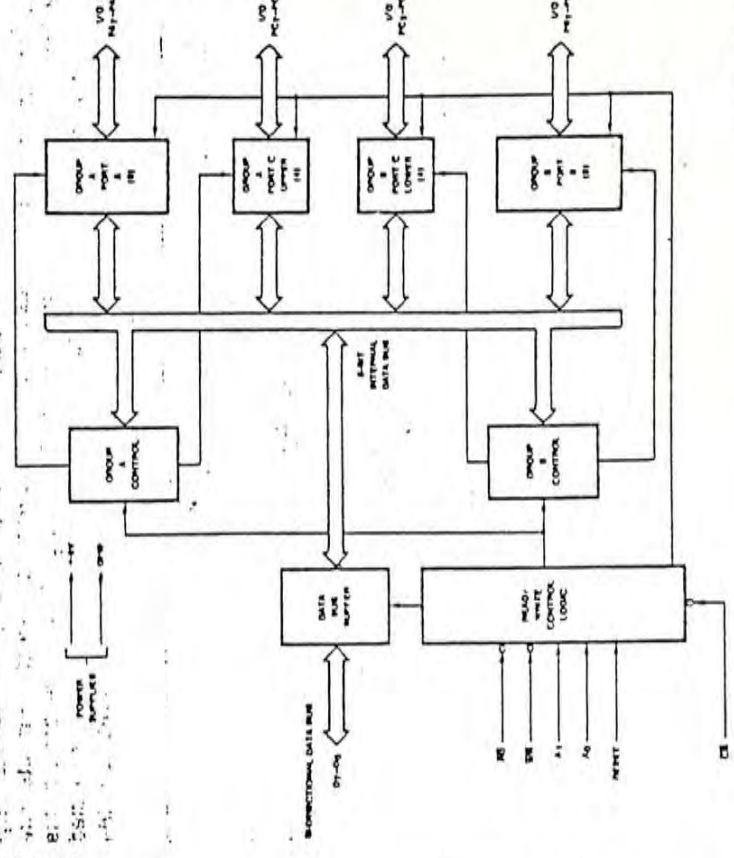 POWER
SUPPLIES
+5V
GND
GROUP
A
CONTROL
GROUP
A
PORT
A
(8)
I/O
GROUP
A
PORT C
UPPER
(4)
I/O
BI-DIRECTIONAL DATA BUS
D7-D0
DATA
BUS
BUFFER
8-BIT
INTERNAL
DATA BUS
GROUP
B
PORT C
LOWER
(4)
I/O
RD
WR
A1
A0
RESET
READ/
WRITE
CONTROL
LOGIC
GROUP
B
CONTROL
GROUP
B
PORT
B
(8)
I/O
CS